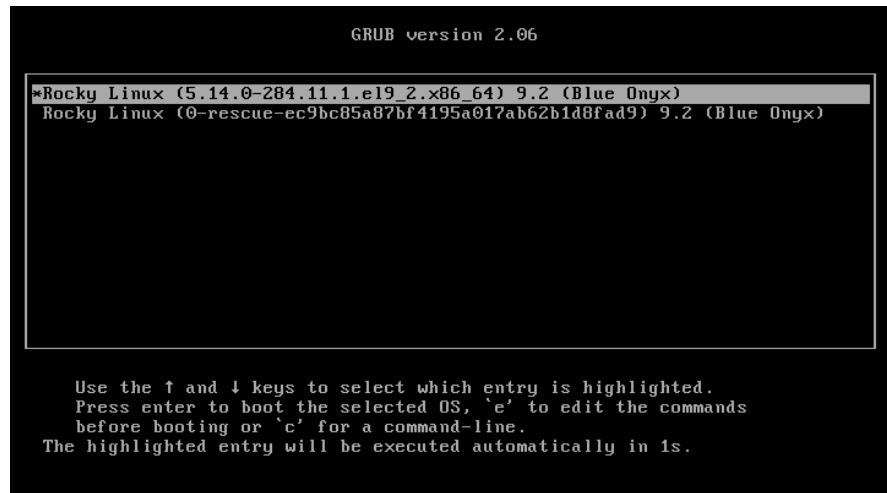 GRUB version 2.06
*Rocky Linux (5.14.0-284.11.1.el9_2.x86_64) 9.2 (Blue Onyx)
Rocky Linux (0-rescue-ec9bc85a87bf4195a017ab62b1d8fad9) 9.2 (Blue Onyx)
Use the ↑ and ↓ keys to select which entry is highlighted.
Press enter to boot the selected OS, `e' to edit the commands
before booting or `c' for a command-line.
The highlighted entry will be executed automatically in 1s.